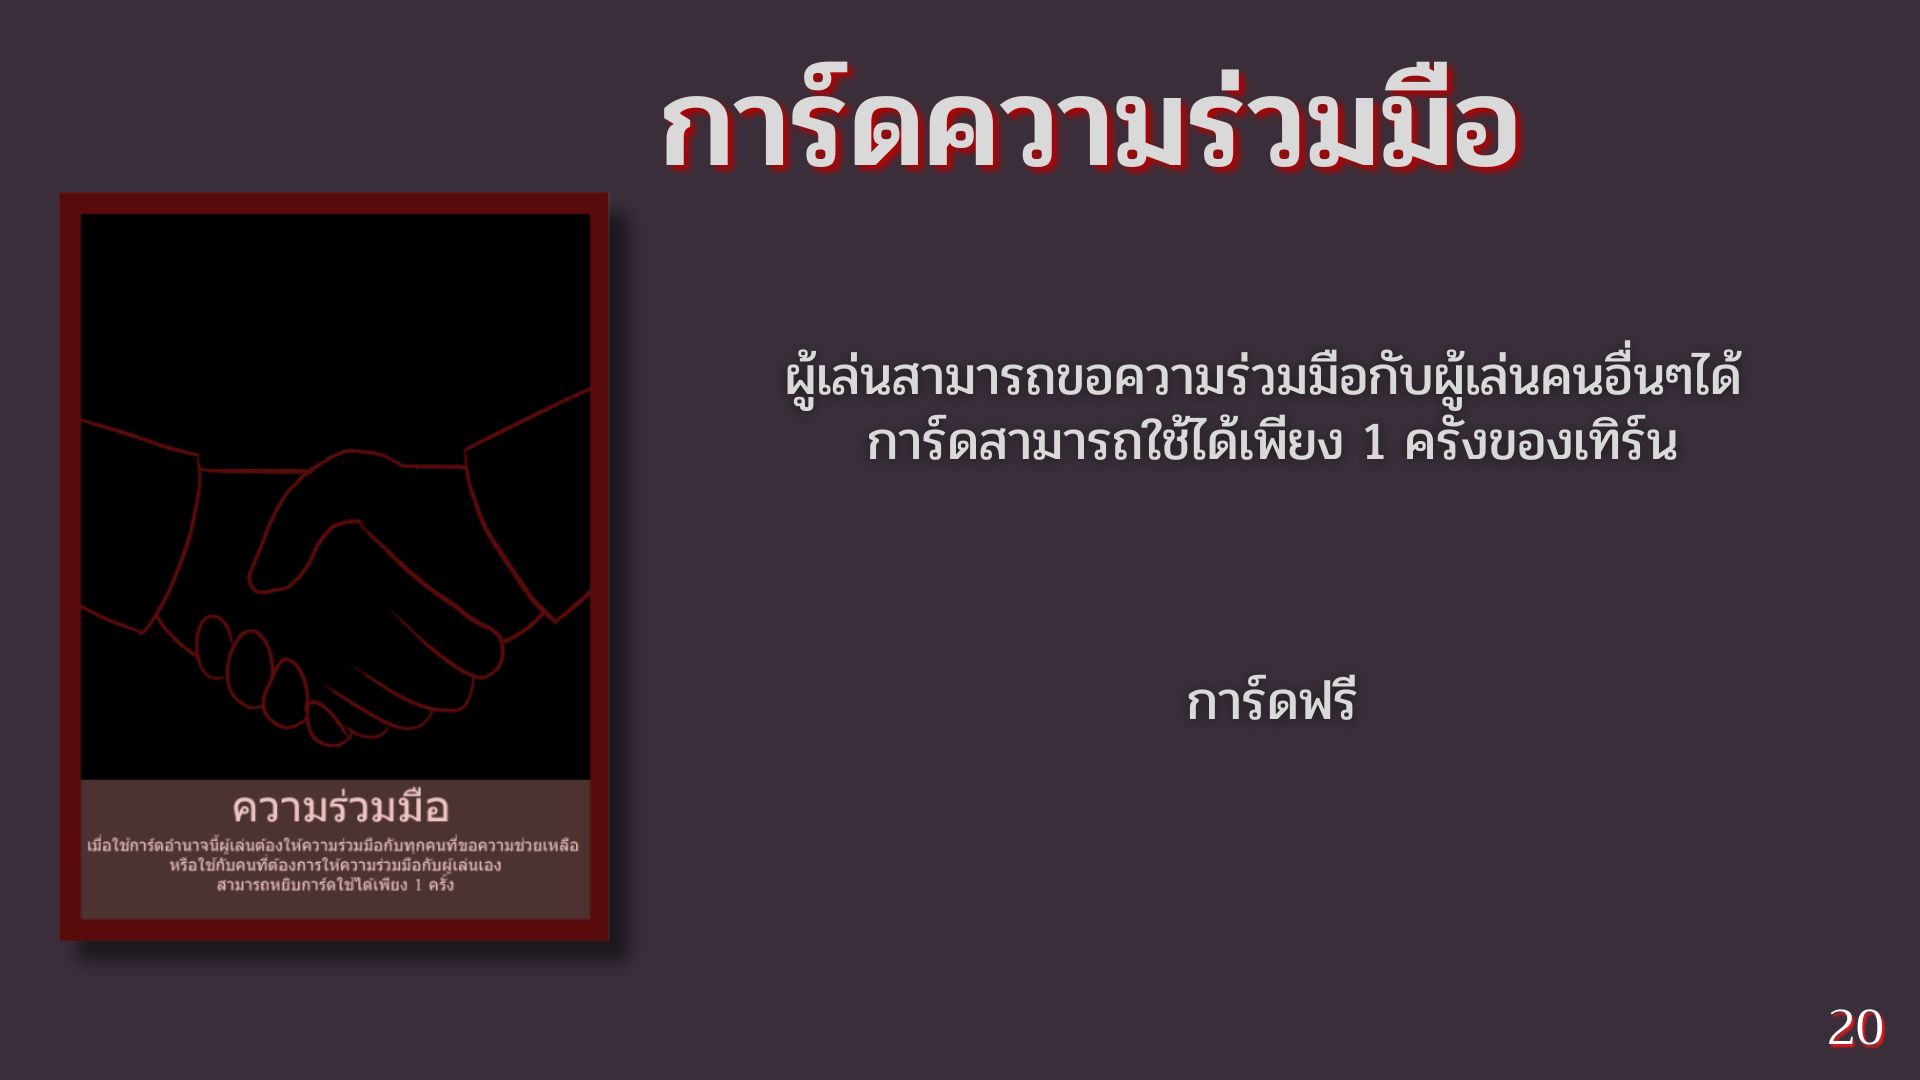 การ์ดความร่วมมือ
ผู้เล่นสามารถขอความร่วมมือกับผู้เล่นคนอื่นๆได้
การ์ดสามารถใช้ได้เพียง 1 ครั้งของเทิร์น
การ์ดฟรี
ความร่วมมือ
เมื่อใช้การ์ดอำนาจนี้ผู้เล่นต้องให้ความร่วมมือกับทุกคนที่ขอความช่วยเหลือ
หรือใช้กับคนที่ต้องการให้ความร่วมมือกับผู้เล่นเอง
สามารถหยิบการ์ดใช้ได้เพียง 1 ครั้ง
20